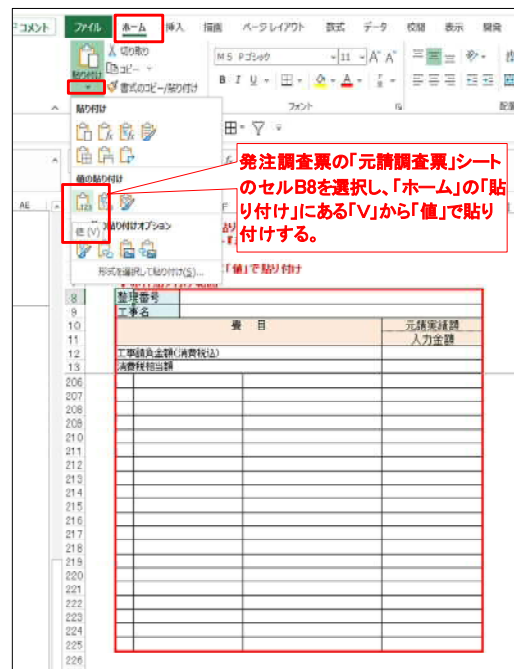 コメント ファイル ホーム 挿入 描画 ページレイアウト 数式 データ 校閲 表示 開発
切り取り
コピー
書式のコピー/貼り付け
貼り付け
ＭＳ Ｐゴシック 11
B I U
フォント
貼り付け
値の貼り付け
値 (V)
形式を選択して貼り付け(S)...
発注調査票の「元請調査票」シート
のセルB8を選択し、「ホーム」の「貼
り付け」にある「∨」から「値」で貼り
付けする。
AE
「値」で貼り付け
8 整理番号
9 工事名
10 費 目 元請実績額
11 入力金額
12 工事請負金額(消費税込)
13 消費税相当額
206
207
208
209
210
211
212
213
214
215
216
217
218
219
220
221
222
223
224
225
226